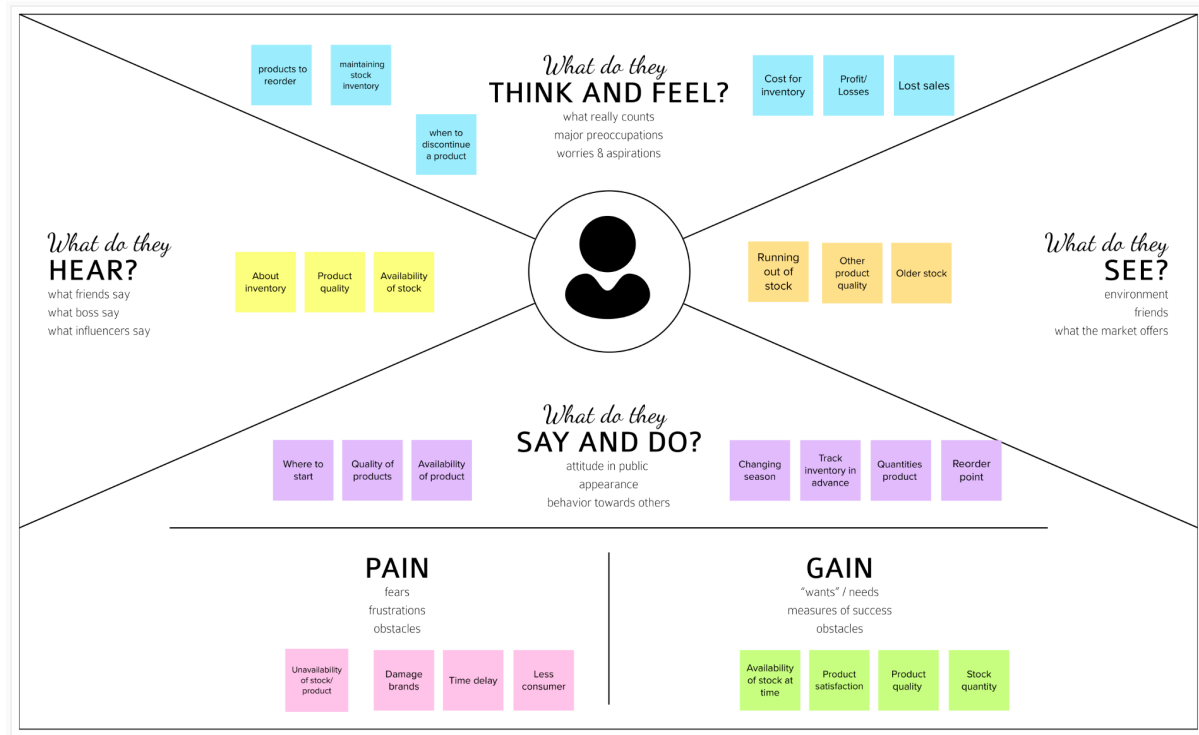 What do they
THINK AND FEEL?
what really counts
major preoccupations
worries & aspirations
products to
reorder
maintaining
stock
inventory
when to
discontinue
a product
Cost for
inventory
Profit/
Losses
Lost sales
What do they
HEAR?
what friends say
what boss say
what influencers say
About
inventory
Product
quality
Availability
of stock
Running
out of
stock
Other
product
quality
Older stock
What do they
SEE?
environment
friends
what the market offers
What do they
SAY AND DO?
attitude in public
appearance
behavior towards others
Where to
start
Quality of
products
Availability
of product
Changing
season
Track
inventory in
advance
Quantities
product
Reorder
point
PAIN
fears
frustrations
obstacles
Unavailability
of stock/
product
Damage
brands
Time delay
Less
consumer
GAIN
“wants” / needs
measures of success
obstacles
Availability
of stock at
time
Product
satisfaction
Product
quality
Stock
quantity